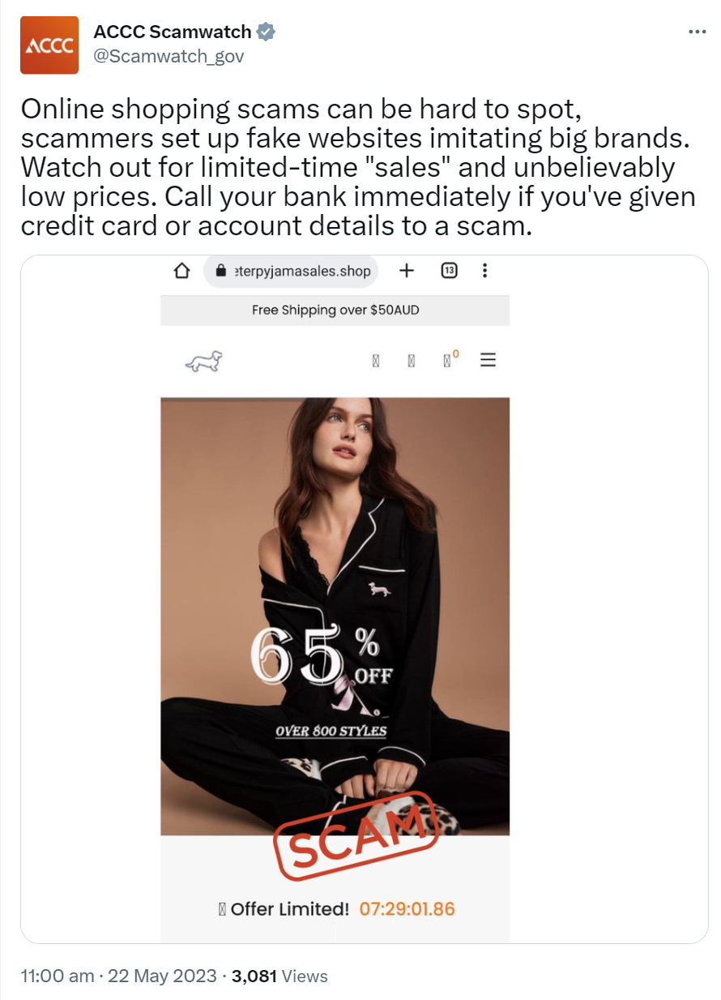 ACCC
ACCC Scamwatch
@Scamwatch_gov
Online shopping scams can be hard to spot,
scammers set up fake websites imitating big brands.
Watch out for limited-time "sales" and unbelievably
low prices. Call your bank immediately if you've given
credit card or account details to a scam.
eterpyjamasales.shop
13
Free Shipping over $50AUD
0
65%
OFF
OVER 800 STYLES
SCAM
Offer Limited! 07:29:01.86
11:00 am · 22 May 2023 · 3,081 Views